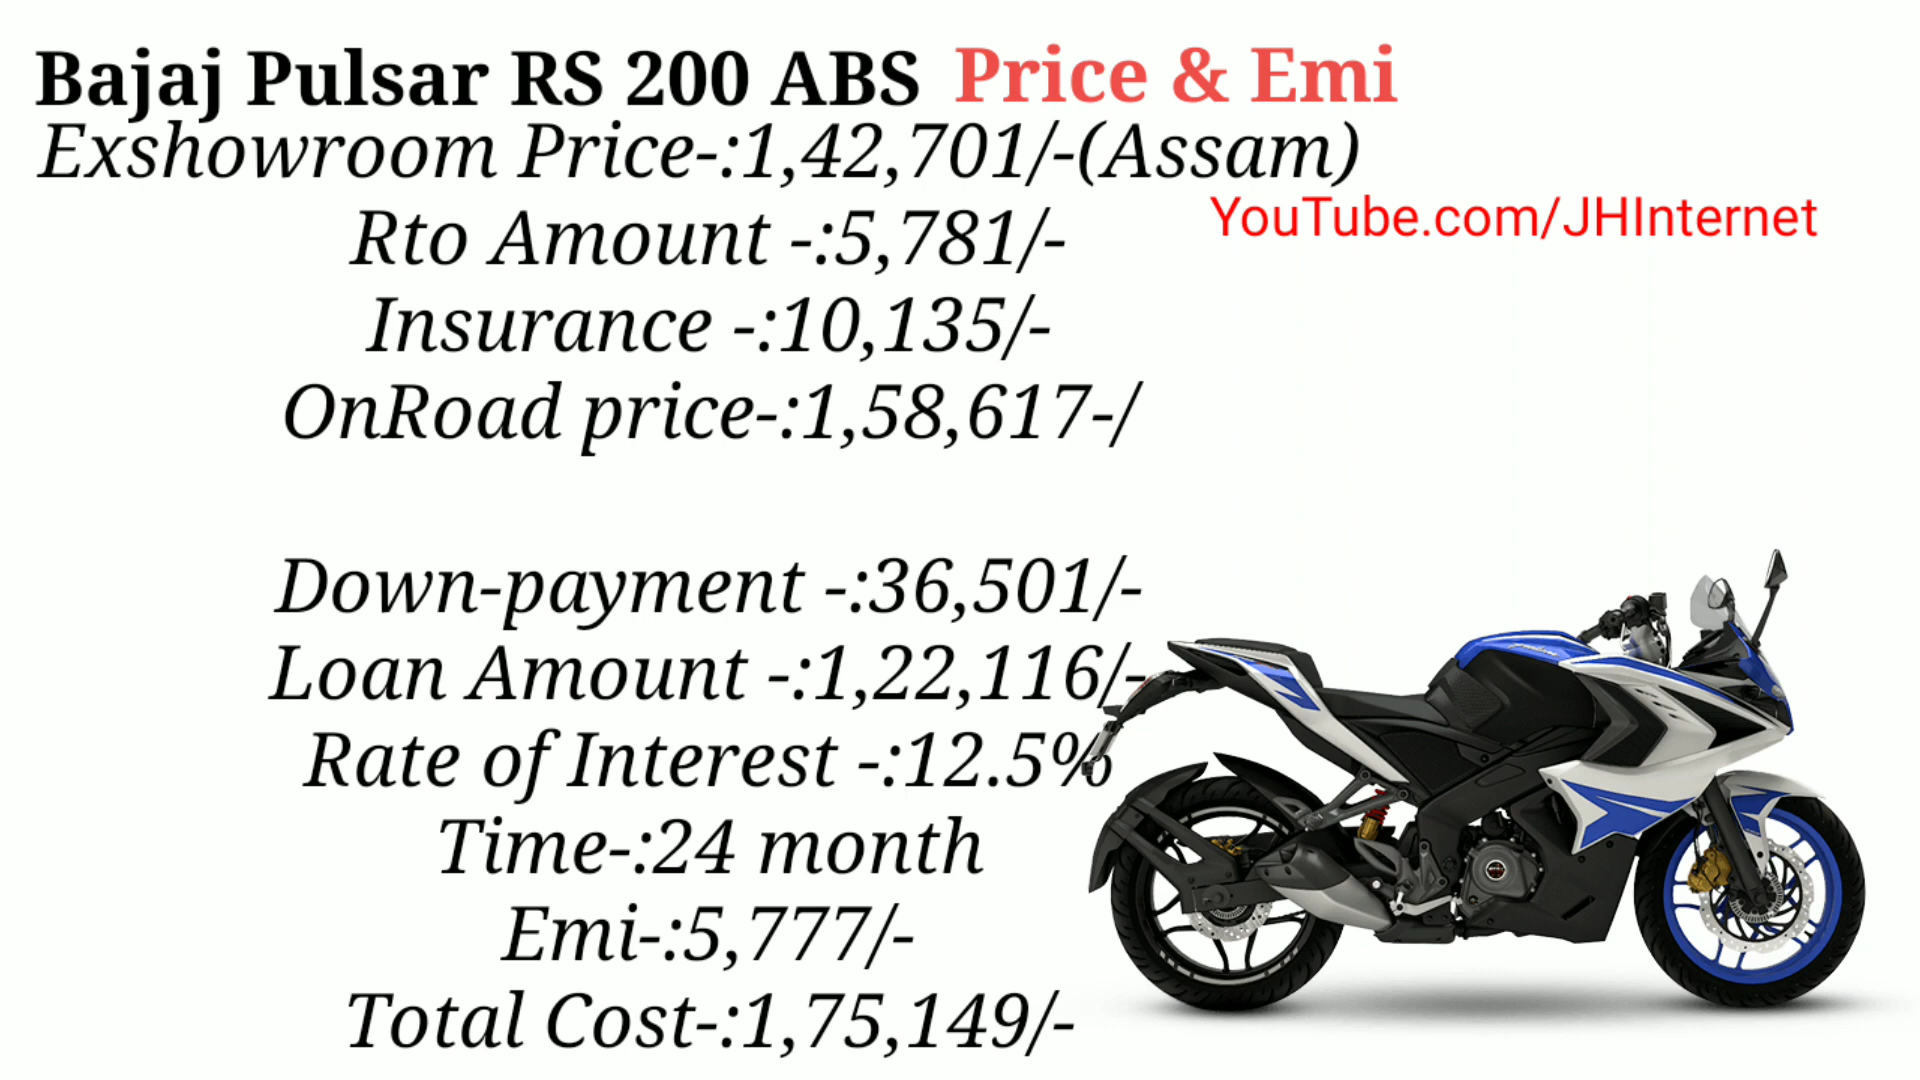 Bajaj Pulsar RS 200 ABS Price & Emi
Exshowroom Price-:1,42,701/-(Assam)
YouTube.com/JHInternet
Rto Amount -:5,781/-
Insurance -:10,135/-
OnRoad price-:1,58,617-/
Down-payment -:36,501/-
Loan Amount -:1,22,116/-
Rate of Interest -:12.5%
Time-:24 month
Emi-:5,777/-
Total Cost-:1,75,149/-